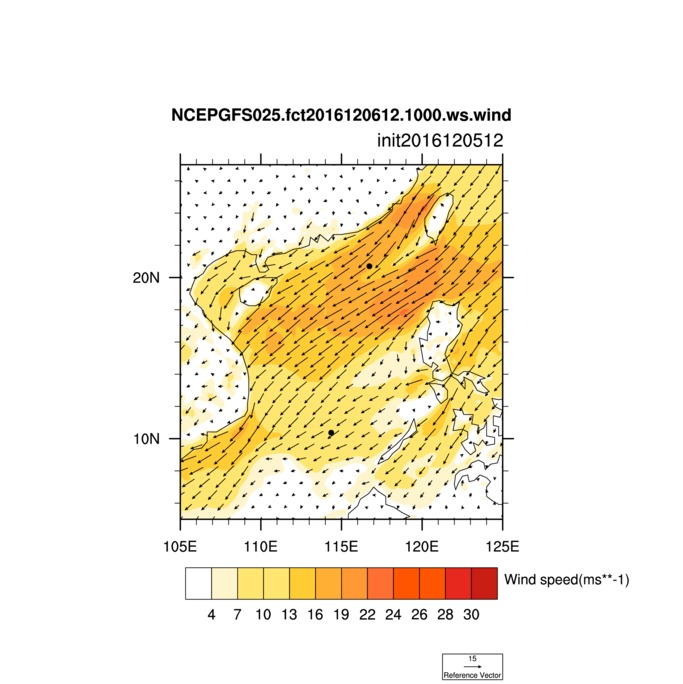 NCEPGFS025.fct2016120612.1000.ws.wind
init2016120512
20N
10N
105E 110E 115E 120E 125E
4 7 10 13 16 19 22 24 26 28 30
Wind speed(ms**-1)
15
Reference Vector